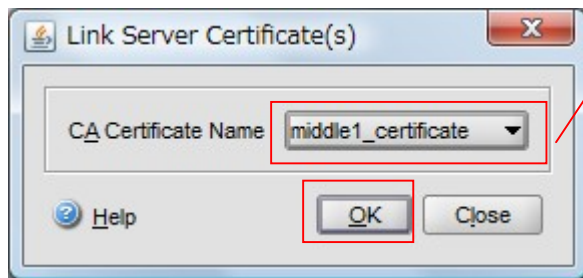 Link Server Certificate(s)
CA Certificate Name middle1_certificate
Help OK Close